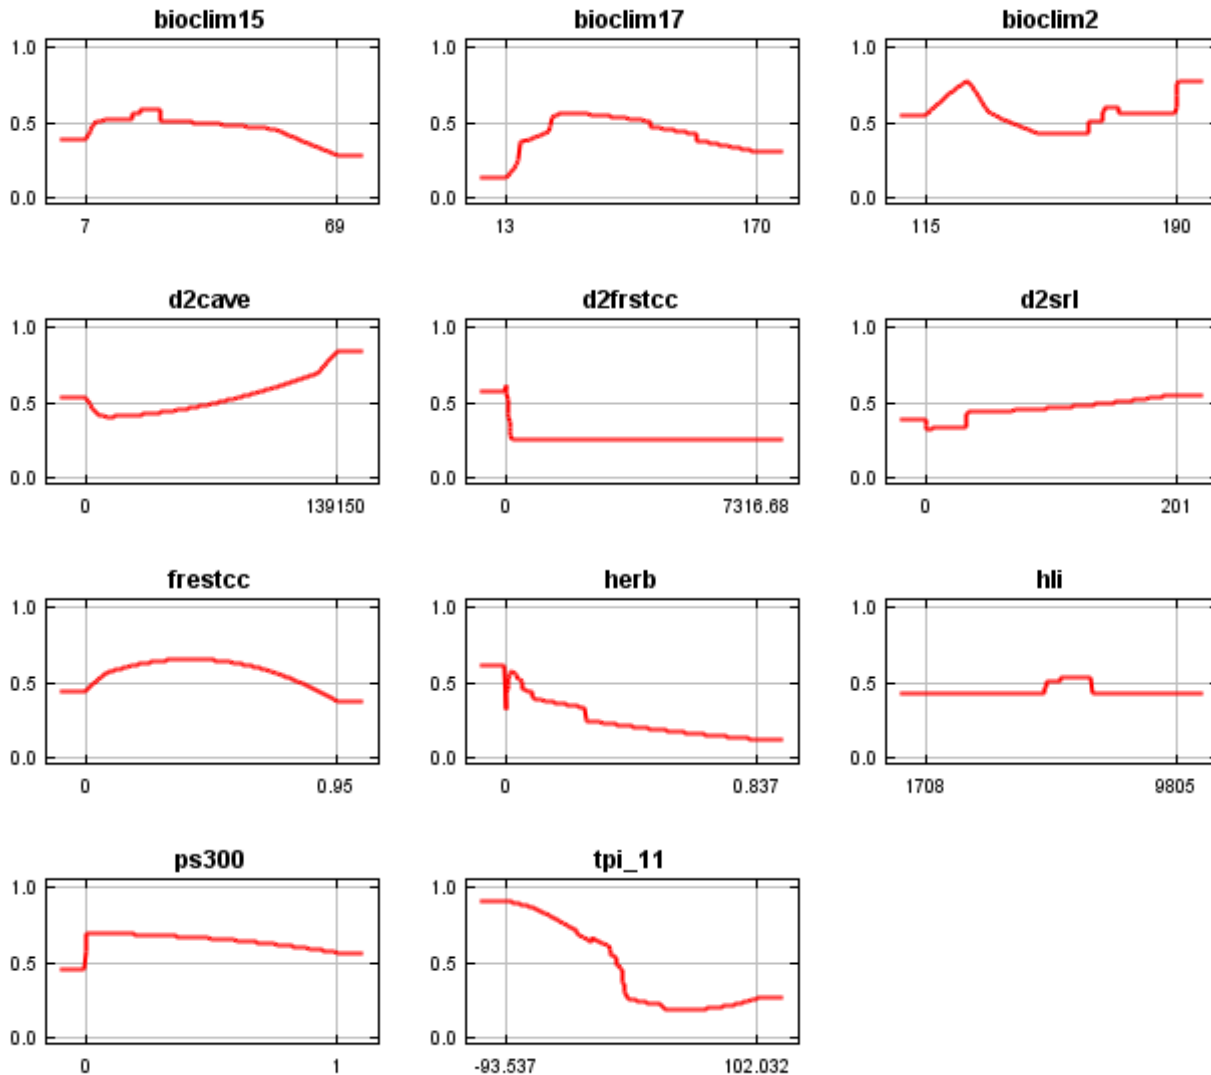 bioclim15 bioclim17 bioclim2
1.0 1.0 1.0
0.5 0.5 0.5
0.0 0.0 0.0
7 69 13 170 115 190
d2cave d2frstcc d2srl
1.0 1.0 1.0
0.5 0.5 0.5
0.0 0.0 0.0
0 139150 0 7316.68 0 201
frestcc herb hli
1.0 1.0 1.0
0.5 0.5 0.5
0.0 0.0 0.0
0 0.95 0 0.837 1708 9805
ps300 tpi_11
1.0 1.0
0.5 0.5
0.0 0.0
0 1 -93.537 102.032